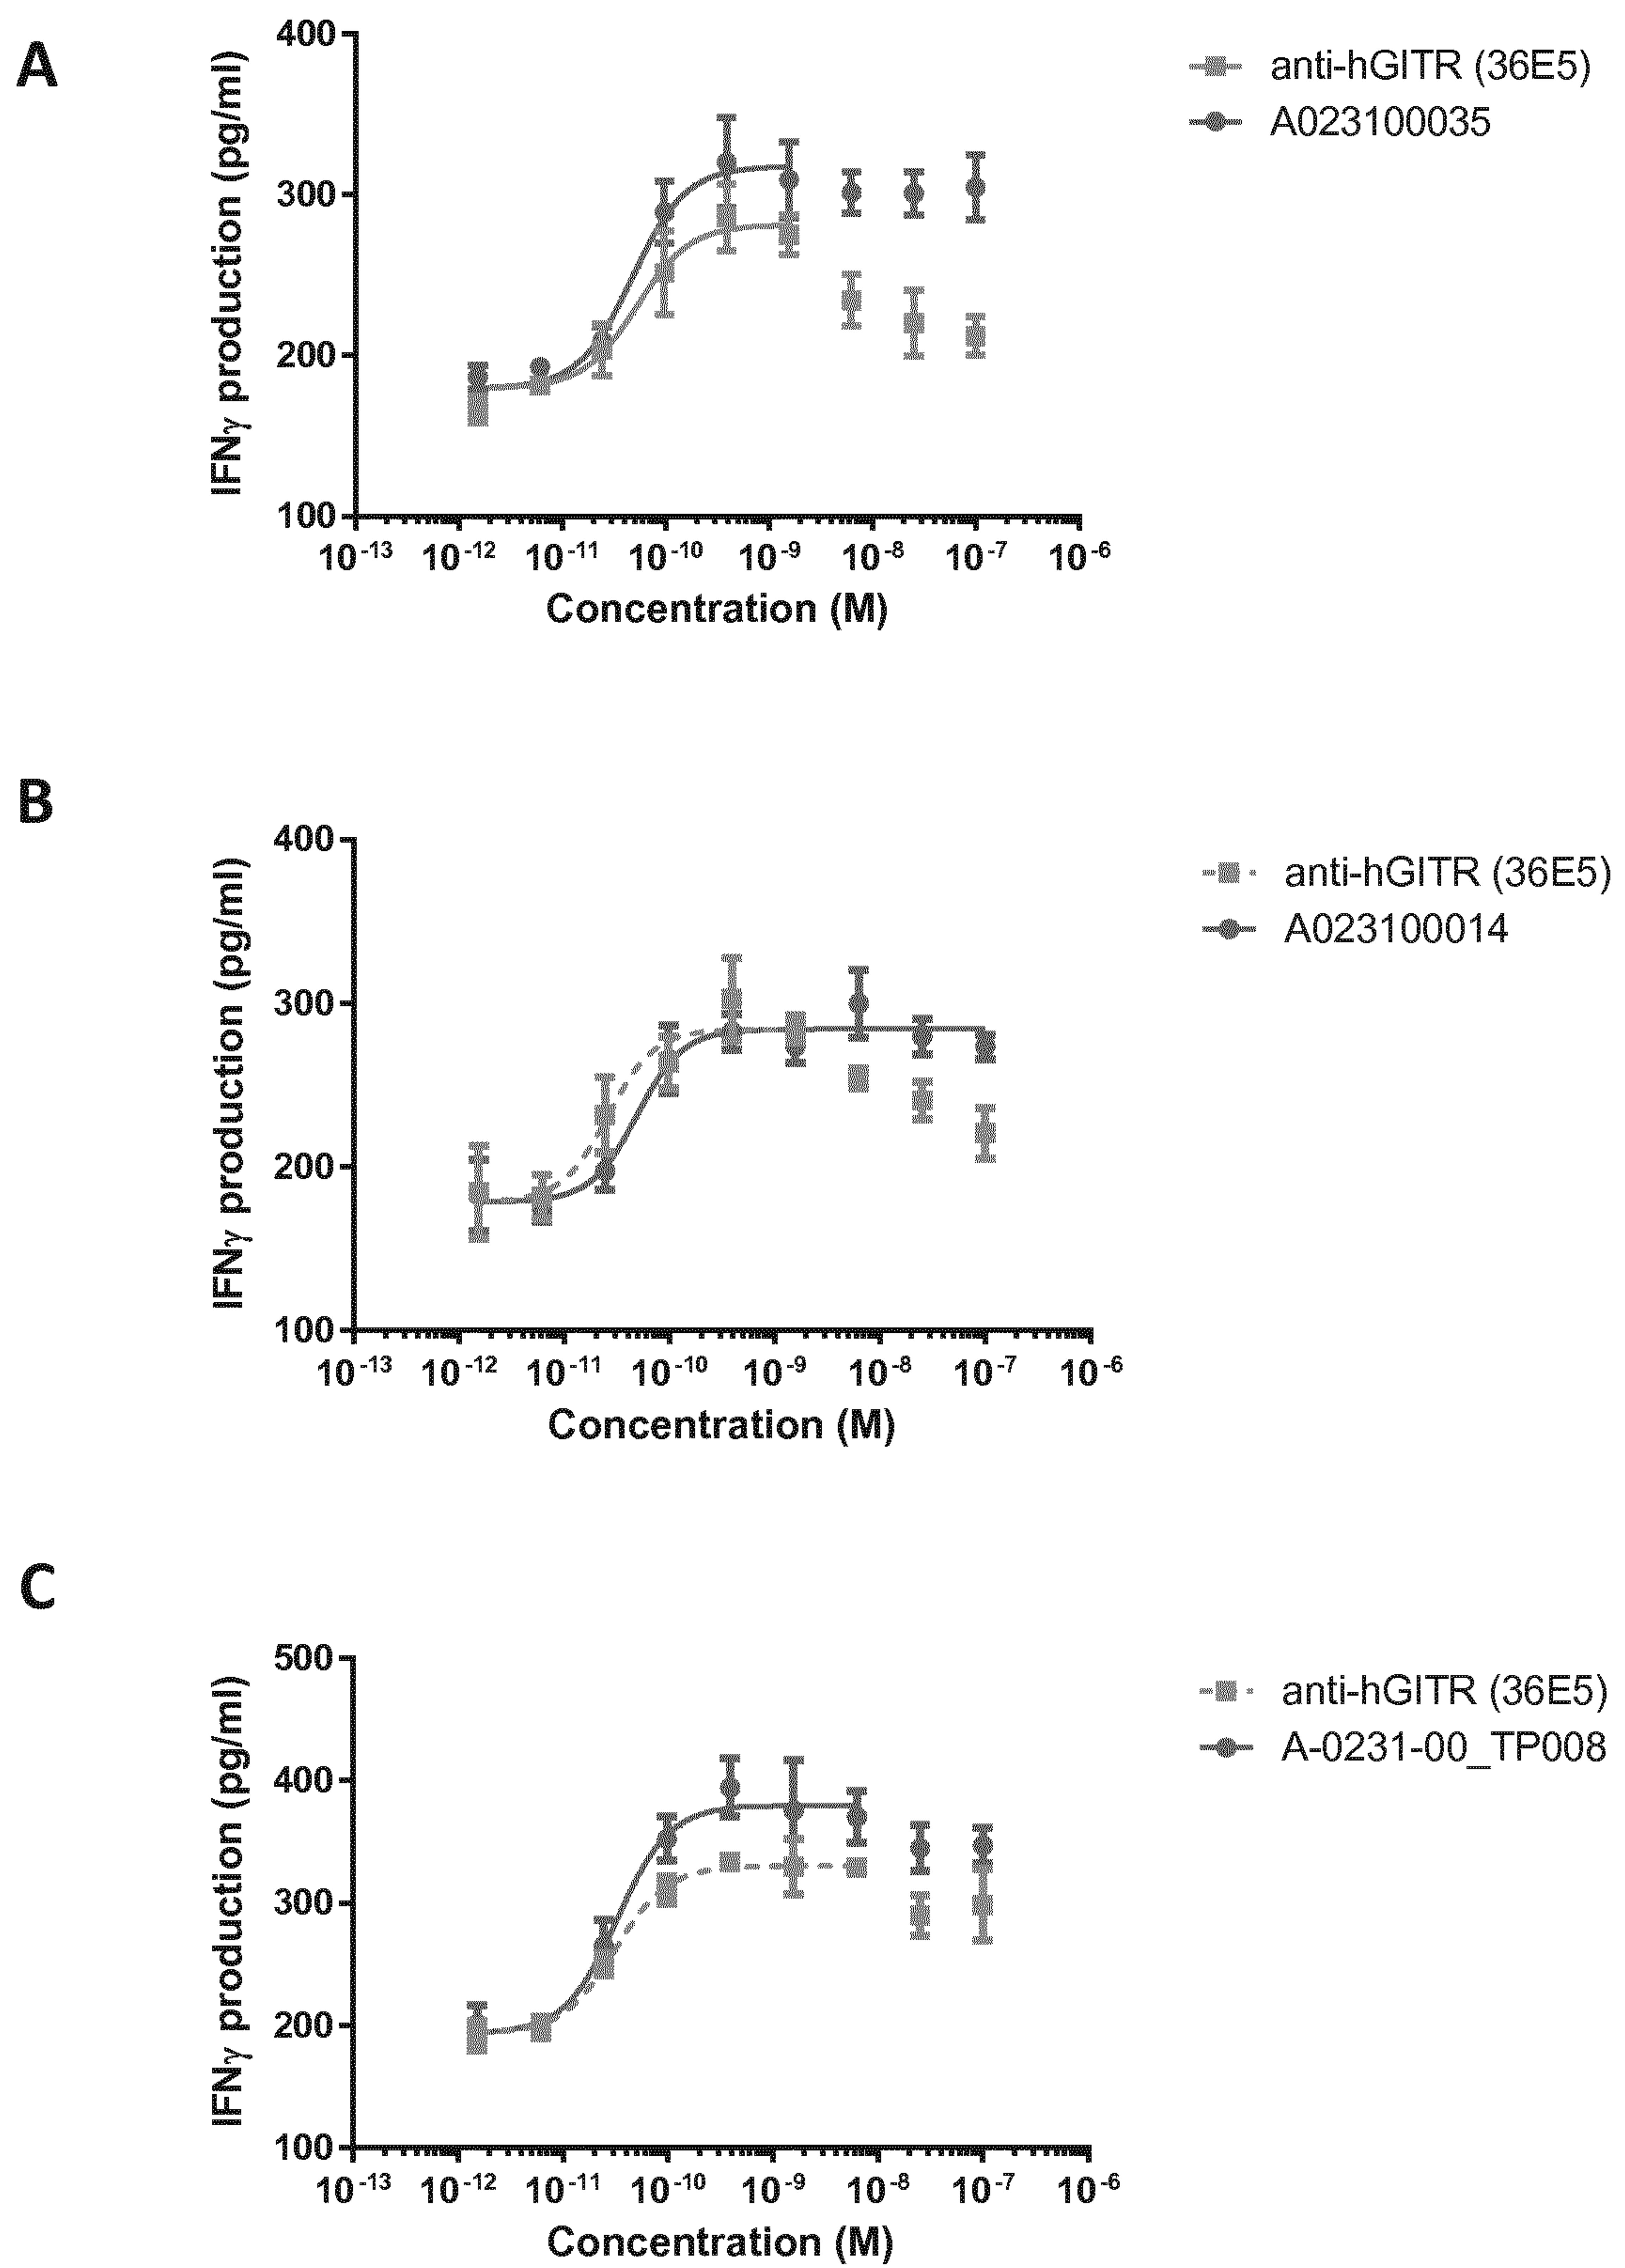 A
anti-hGITR (36E5)
A023100035
IFNγ production (pg/ml)
400
300
200
100
10-13 10-12 10-11 10-10 10-9 10-8 10-7 10-6
Concentration (M)
B
anti-hGITR (36E5)
A023100014
IFNγ production (pg/ml)
400
300
200
100
10-13 10-12 10-11 10-10 10-9 10-8 10-7 10-6
Concentration (M)
C
anti-hGITR (36E5)
A-0231-00_TP008
IFNγ production (pg/ml)
500
400
300
200
100
10-13 10-12 10-11 10-10 10-9 10-8 10-7 10-6
Concentration (M)